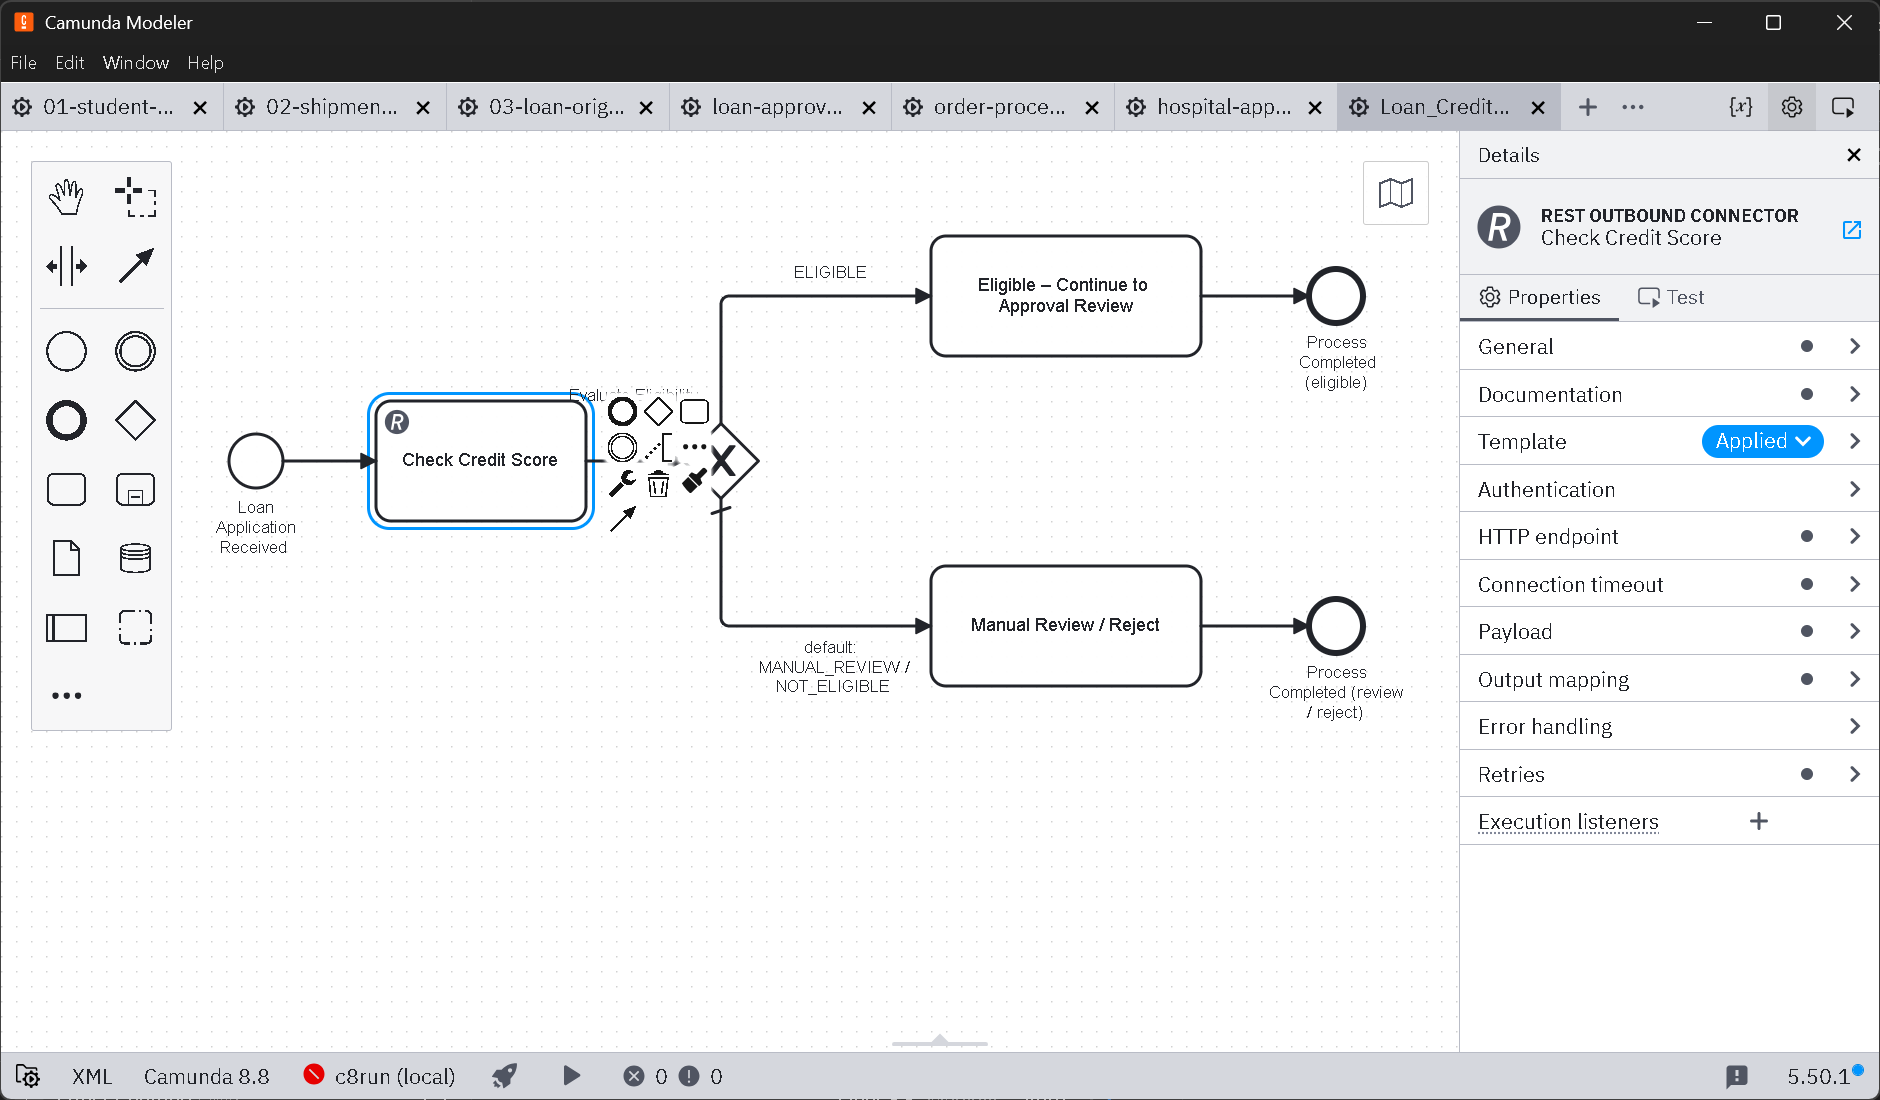 Camunda Modeler
File Edit Window Help
01-student-...
02-shipmen...
03-loan-orig...
loan-approv...
order-proce...
hospital-app...
Loan_Credit...
{x}
Details
REST OUTBOUND CONNECTOR
Check Credit Score
Properties
Test
General
Documentation
Template
Applied
Authentication
HTTP endpoint
Connection timeout
Payload
Output mapping
Error handling
Retries
Execution listeners
Loan
Application
Received
R
Check Credit Score
Evaluate Eligibility
ELIGIBLE
Eligible – Continue to
Approval Review
Process
Completed
(eligible)
default:
MANUAL_REVIEW /
NOT_ELIGIBLE
Manual Review / Reject
Process
Completed (review
/ reject)
XML
Camunda 8.8
c8run (local)
0
0
5.50.1